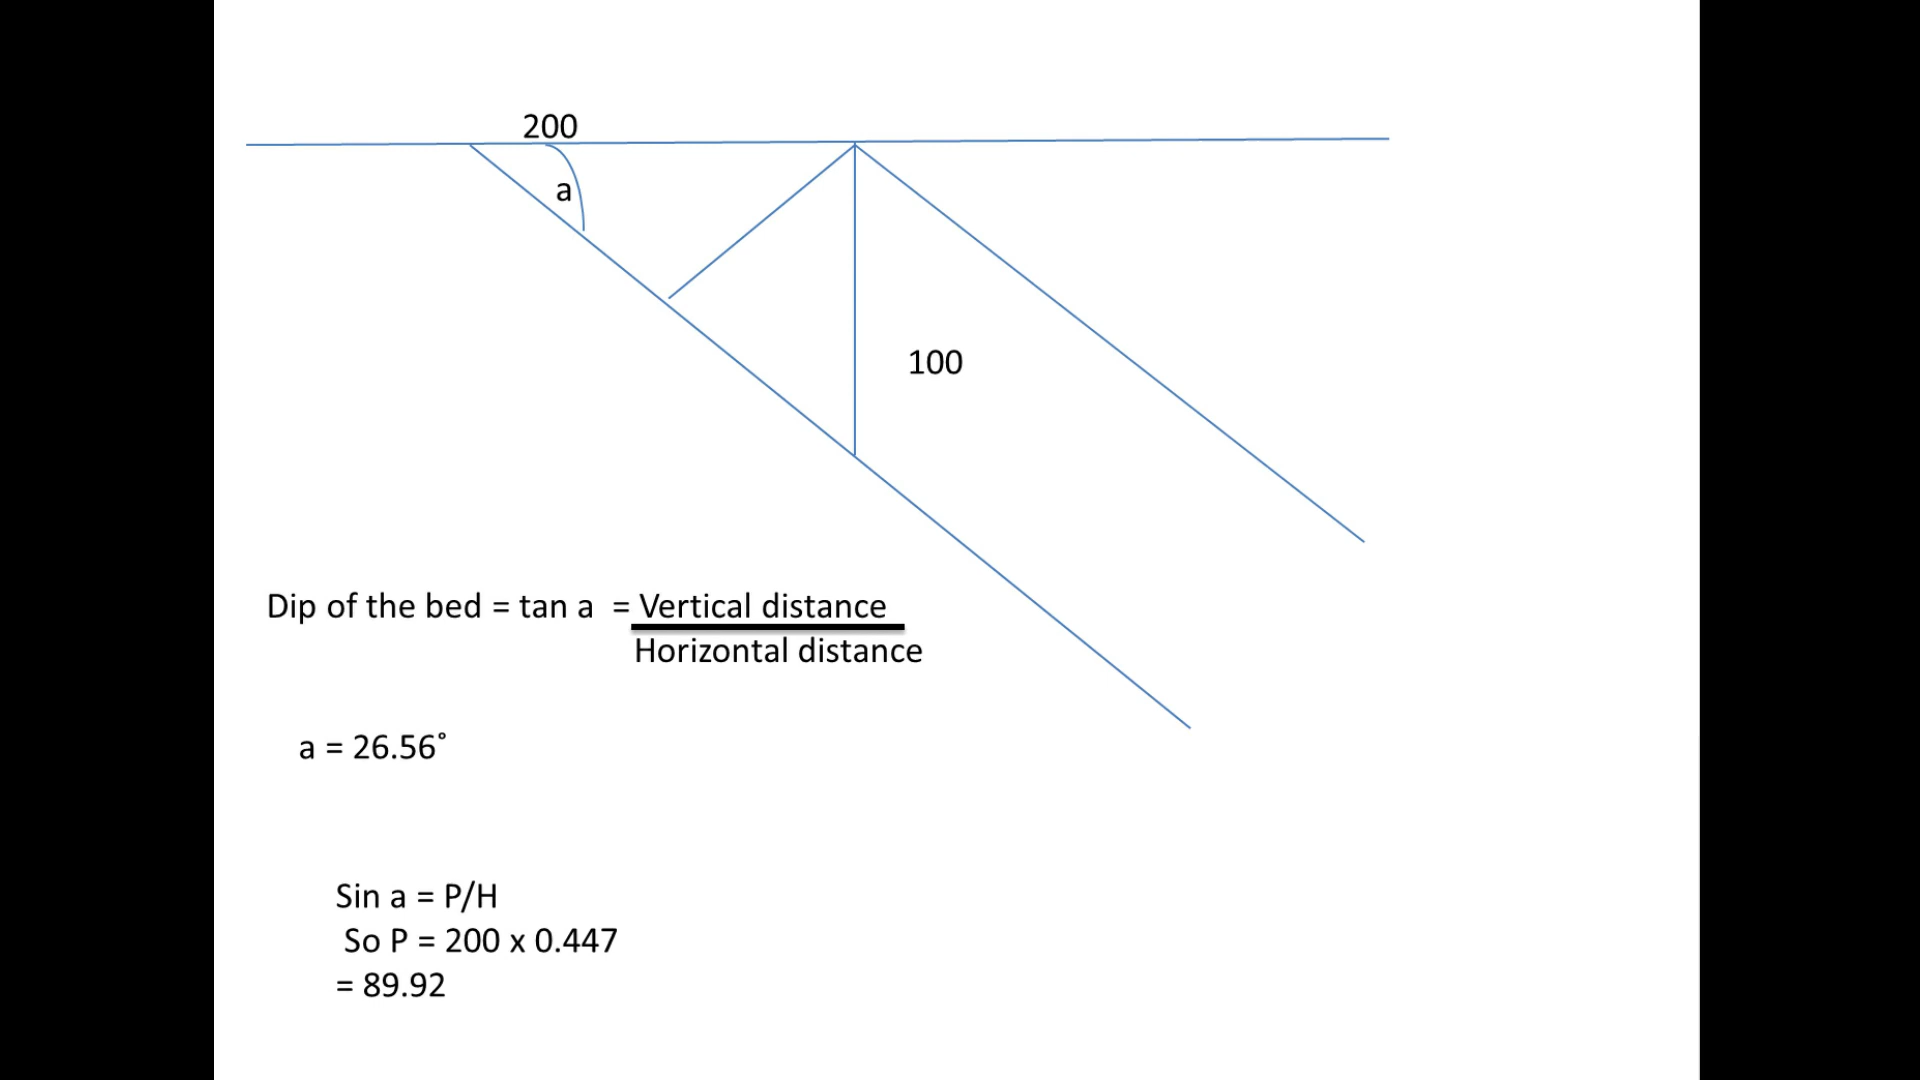 200
a
100
Dip of the bed = tan a = Vertical distance
Horizontal distance
a = 26.56°
Sin a = P/H
So P = 200 x 0.447
= 89.92